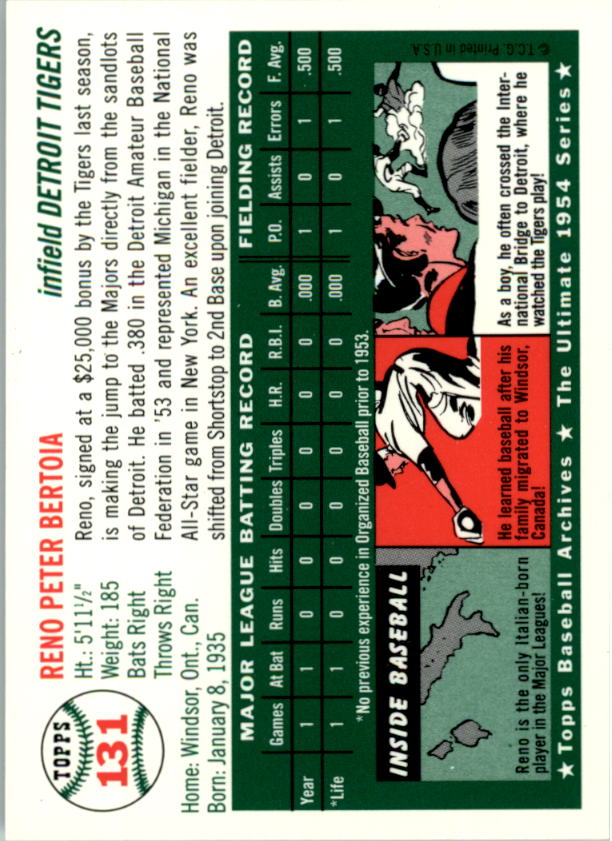 TOPPS
131
RENO PETER BERTOIA
infield DETROIT TIGERS
Ht.: 5'11½"
Weight: 185
Bats Right
Throws Right
Home: Windsor, Ont., Can.
Born: January 8, 1935
Reno, signed at a $25,000 bonus by the Tigers last season,
is making the jump to the Majors directly from the sandlots
of Detroit. He batted .380 in the Detroit Amateur Baseball
Federation in '53 and represented Michigan in the National
All-Star game in New York. An excellent fielder, Reno was
shifted from Shortstop to 2nd Base upon joining Detroit.
MAJOR LEAGUE BATTING RECORD FIELDING RECORD
Games At Bat Runs Hits Doubles Triples H.R. R.B.I. B. Avg. P.O. Assists Errors F. Avg.
Year 1 1 0 0 0 0 0 0 .000 1 0 1 .500
*Life 1 1 0 0 0 0 0 0 .000 1 0 1 .500
*No previous experience in Organized Baseball prior to 1953.
INSIDE BASEBALL
Reno is the only Italian-born
player in the Major Leagues!
He learned baseball after his
family migrated to Windsor,
Canada!
As a boy, he often crossed the Inter-
national Bridge to Detroit, where he
watched the Tigers play!
© T.C.G. Printed in U.S.A.
★ Topps Baseball Archives ★ The Ultimate 1954 Series ★